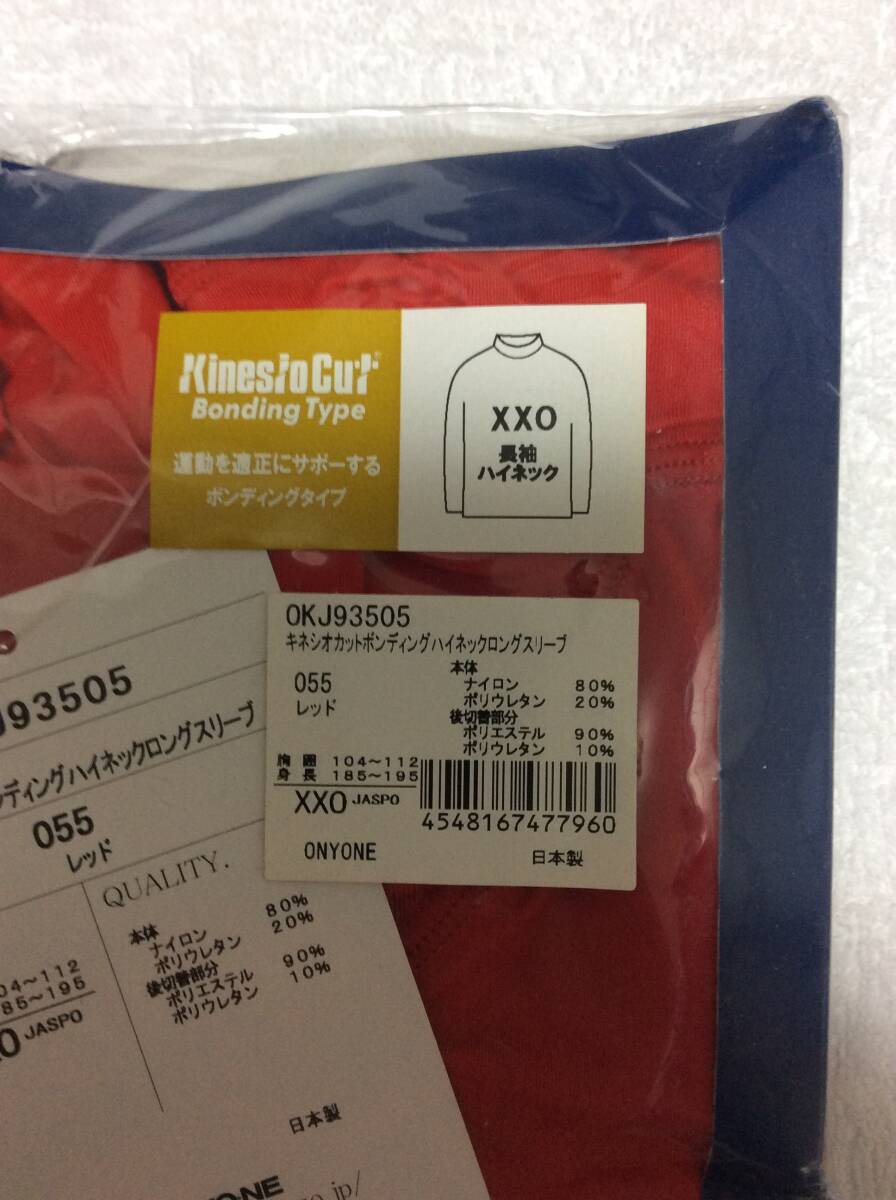 KinesioCut
Bonding Type
運動を適正にサポーする
ボンディングタイプ
XXO
長袖
ハイネック
OKJ93505
キネシオカットボンディングハイネックロングスリーブ
055
レッド
本体
ナイロン 80%
ポリウレタン 20%
後切替部分
ポリエステル 90%
ポリウレタン 10%
胸囲 104～112
身長 185～195
XXO JASPO
4548167477960
ONYONE 日本製
J93505
ディングハイネックロングスリーブ
055
レッド
QUALITY.
本体
ナイロン 80%
ポリウレタン 20%
後切替部分
ポリエステル 90%
ポリウレタン 10%
04～112
85～195
XO JASPO
日本製
YONE
.jp/